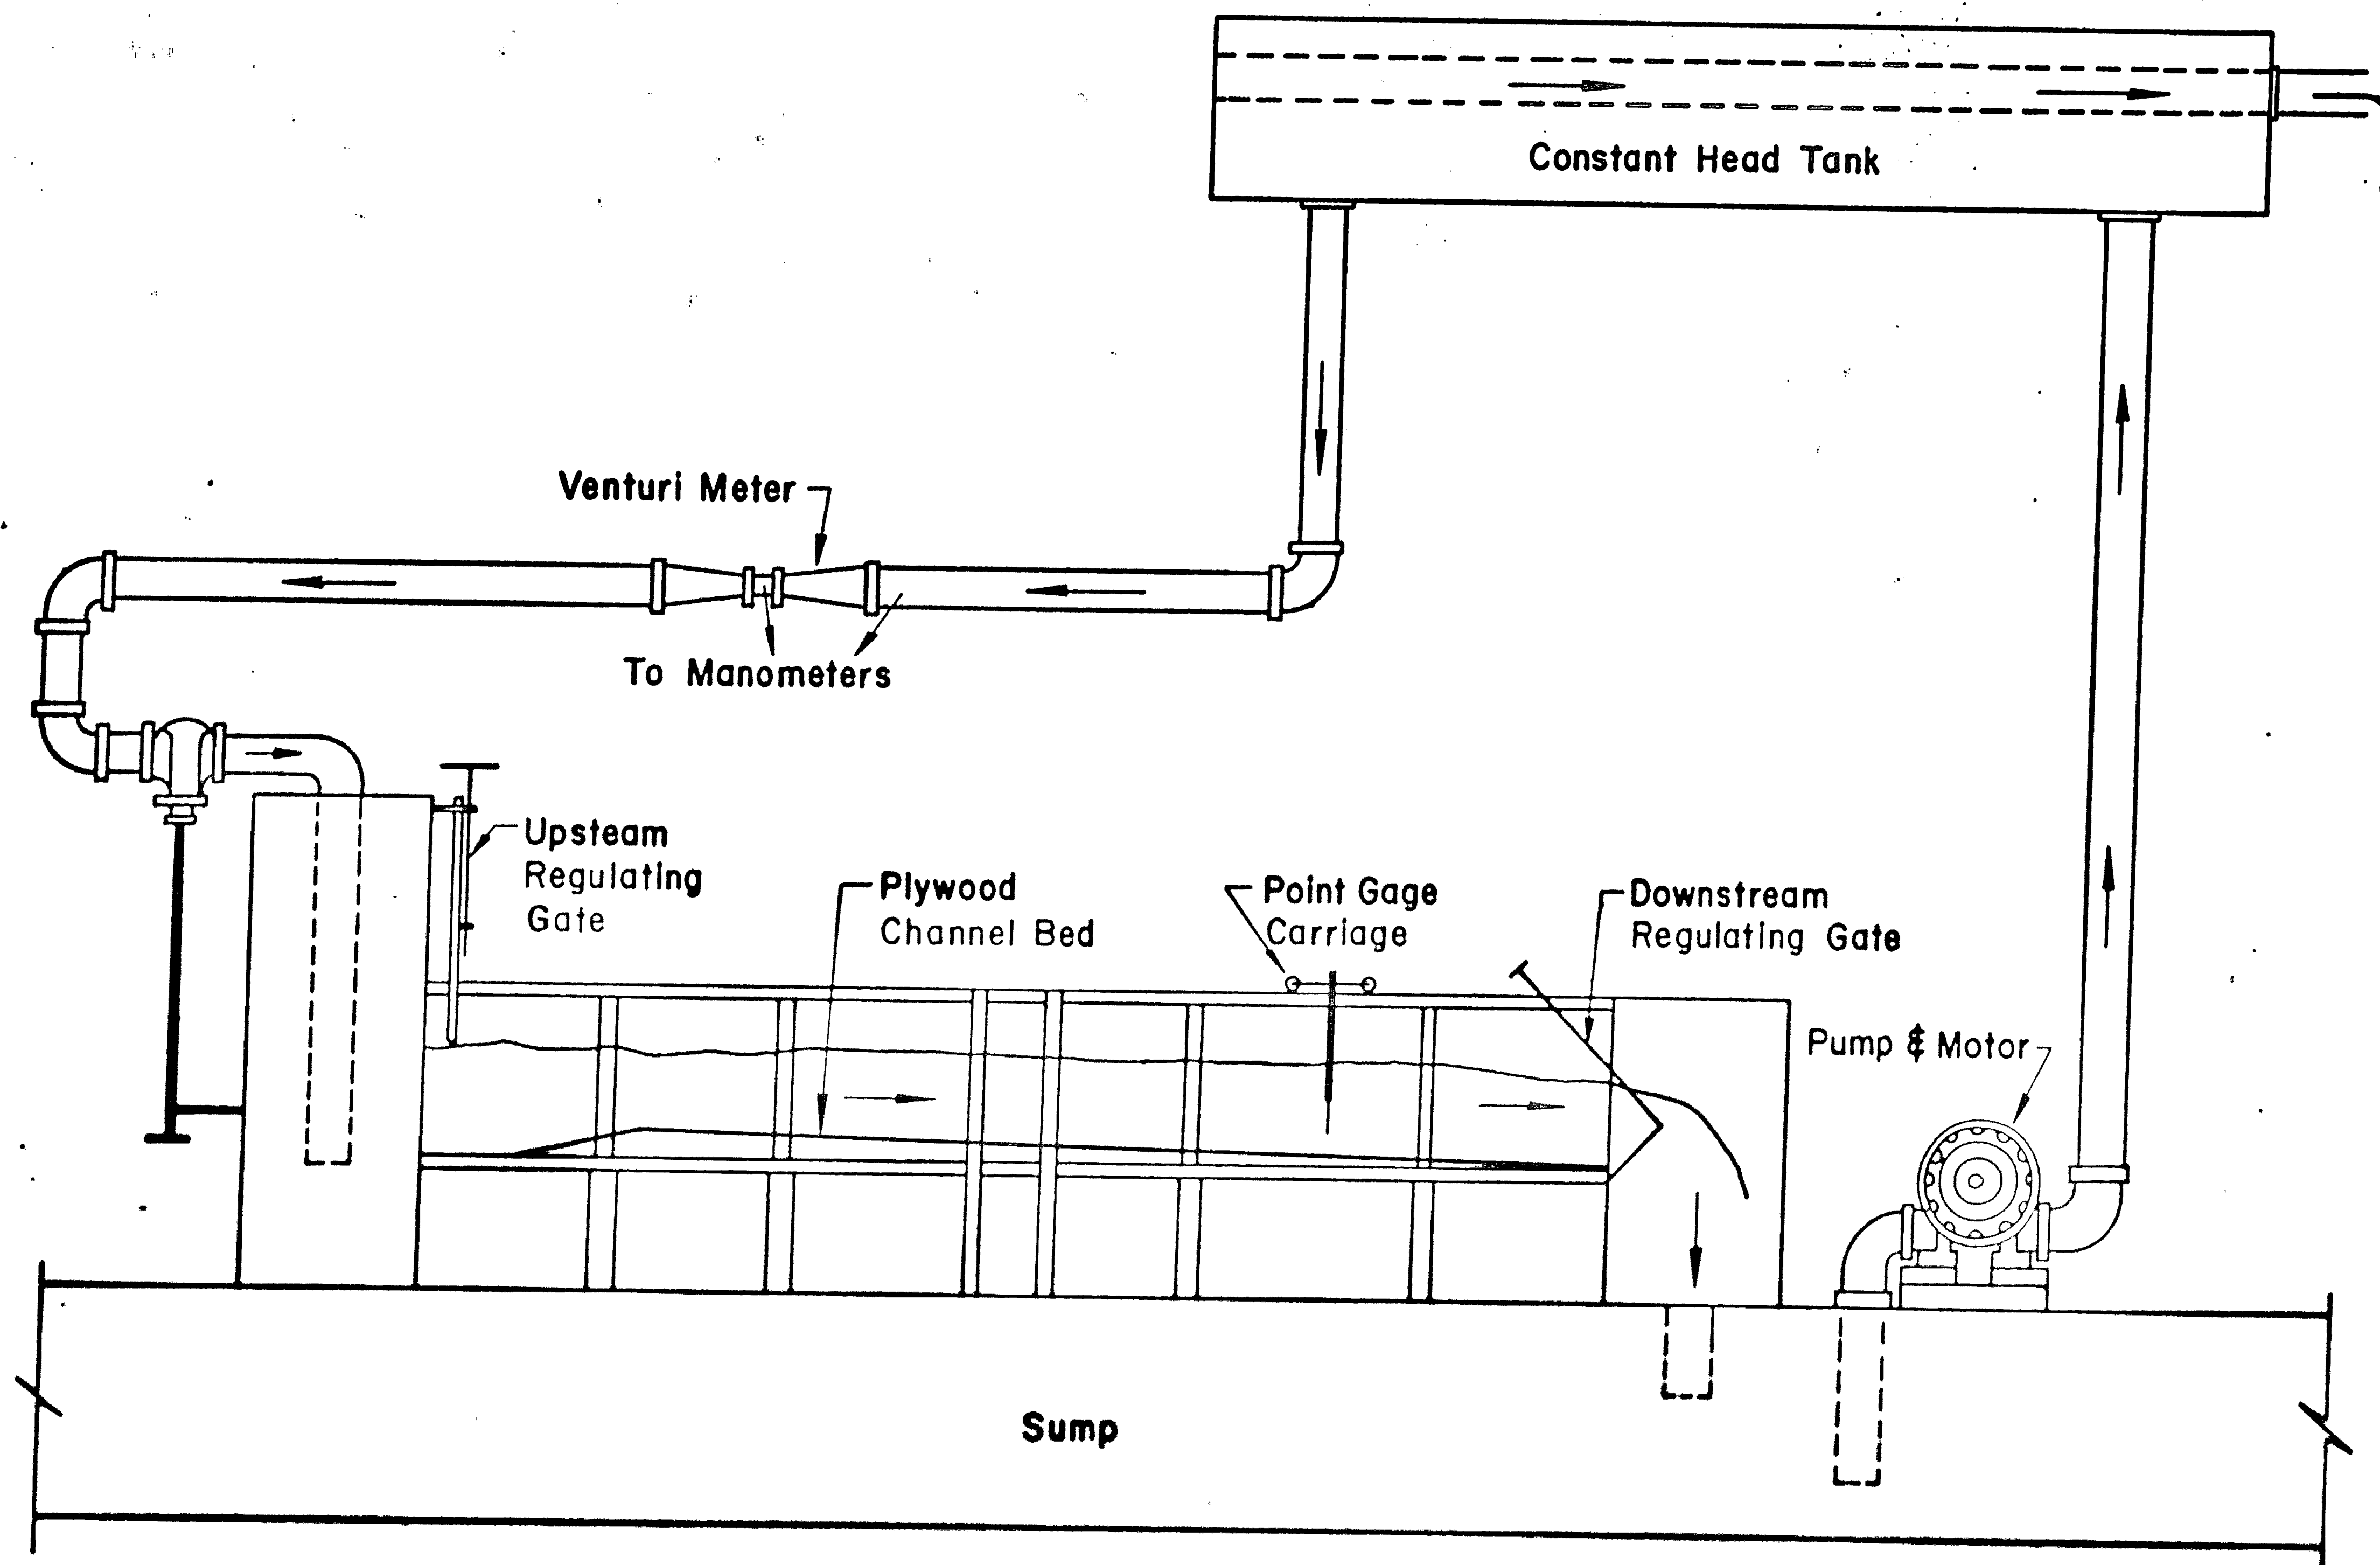 Constant Head Tank
Venturi Meter
To Manometers
Upsteam
Regulating
Gate
Plywood
Channel Bed
Point Gage
Carriage
Downstream
Regulating Gate
Pump & Motor
Sump